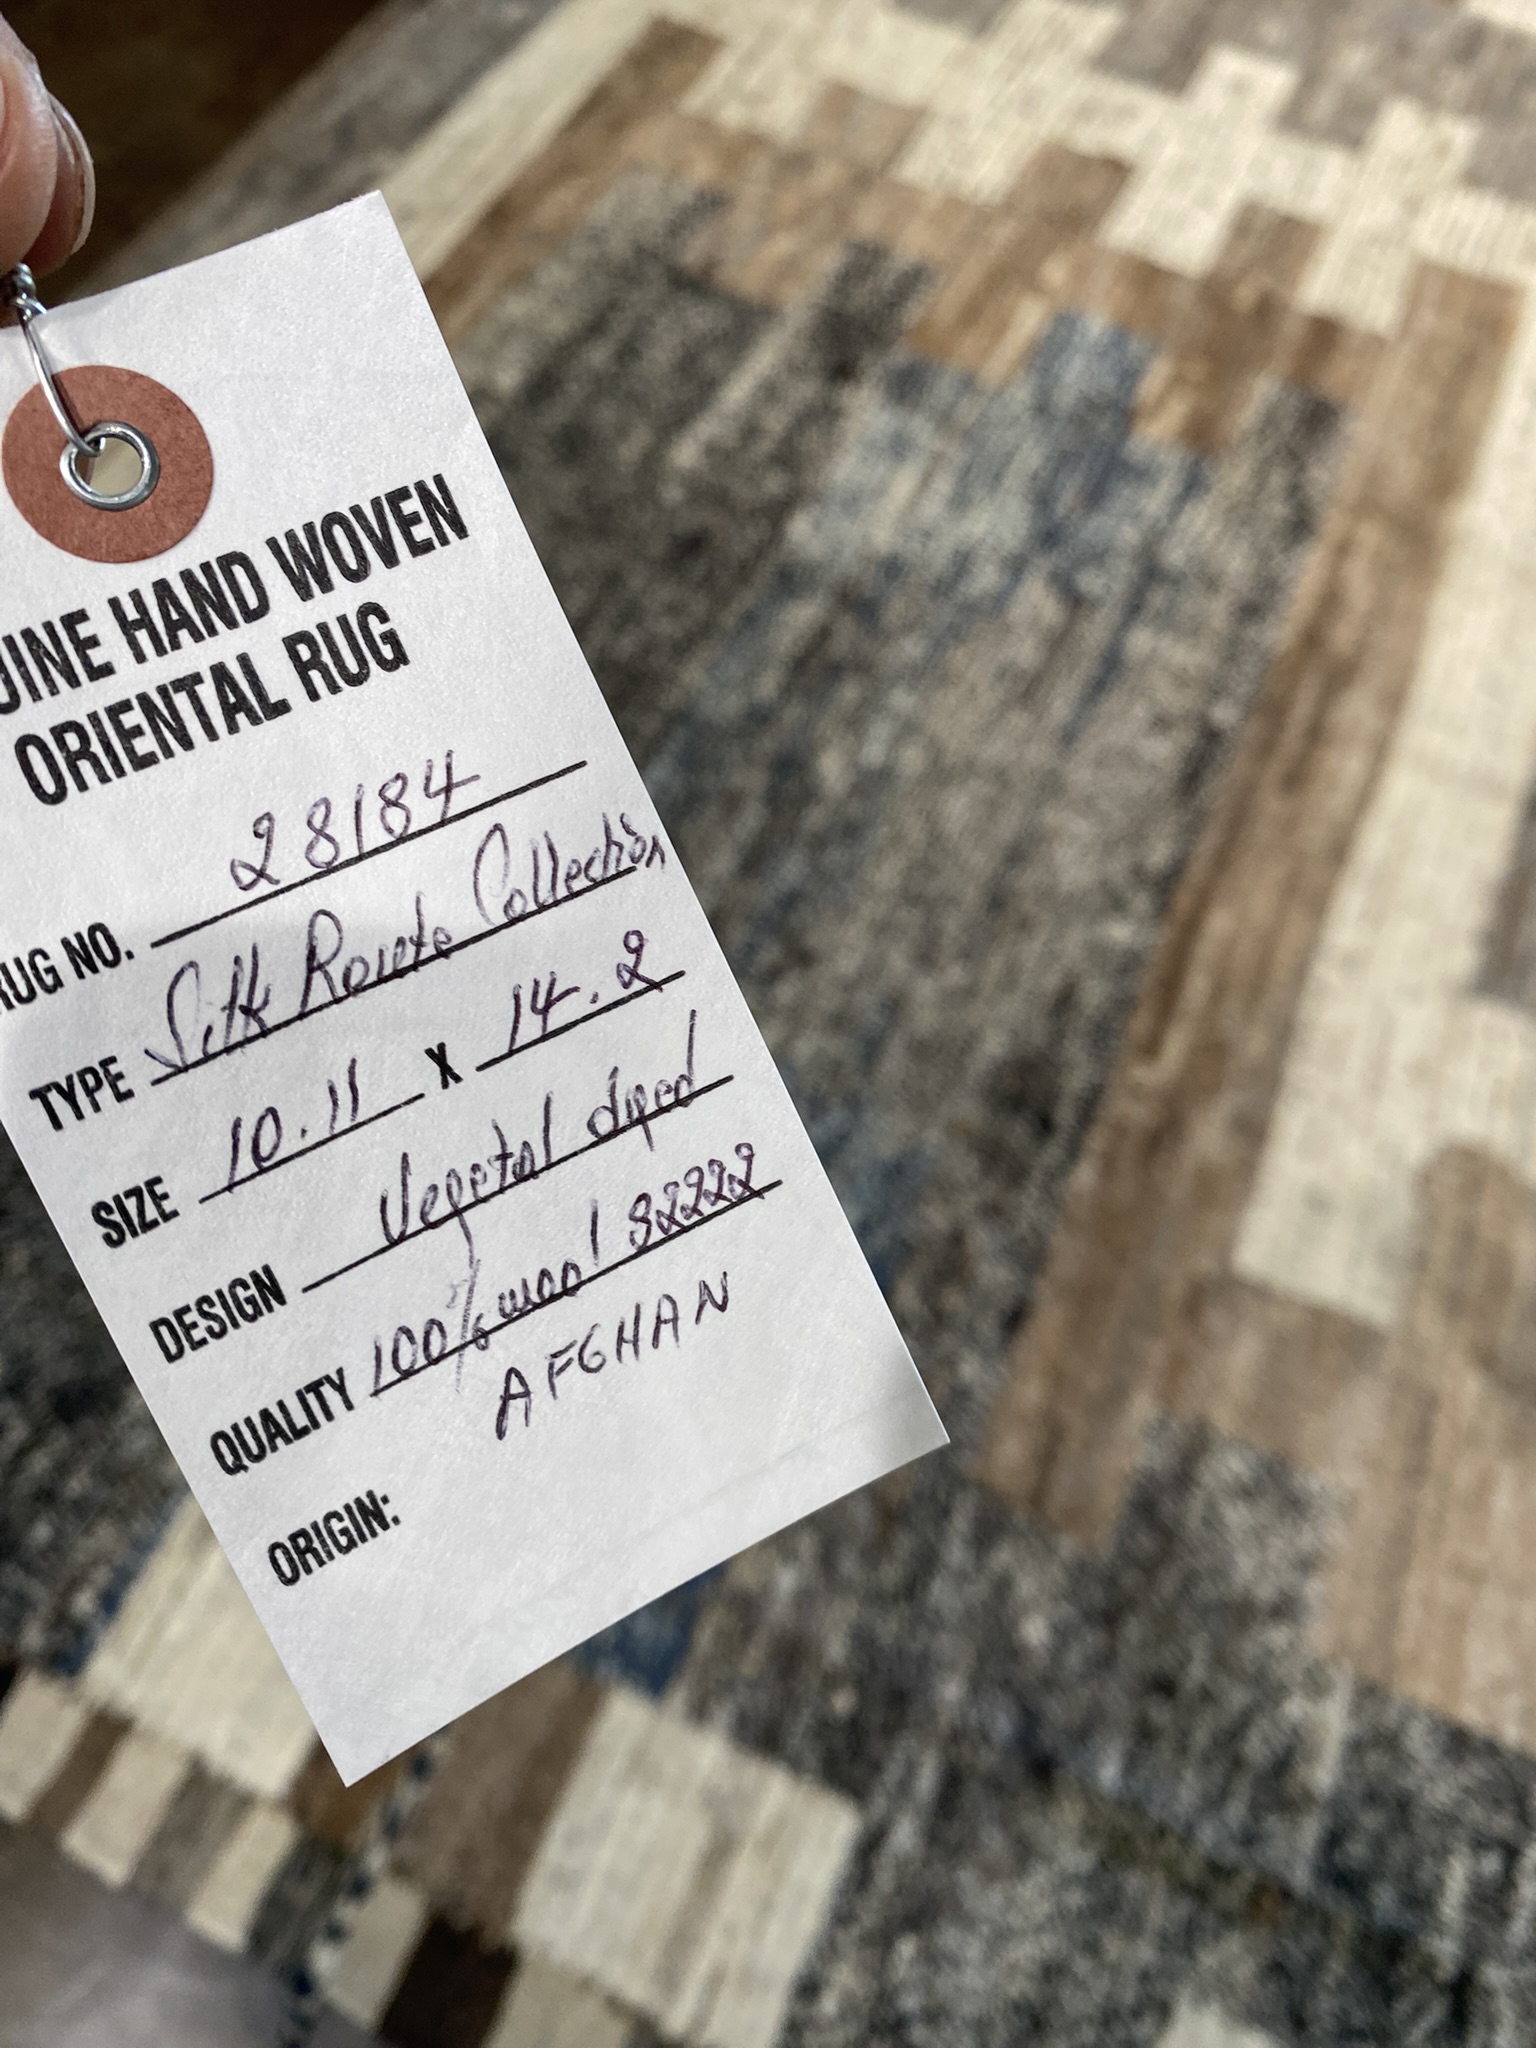 UINE HAND WOVEN
ORIENTAL RUG
RUG NO. 28184
TYPE Silk Route Collection
SIZE 10.11 X 14.2
DESIGN Vegetal dyed
QUALITY 100% wool 82222
AFGHAN
ORIGIN: